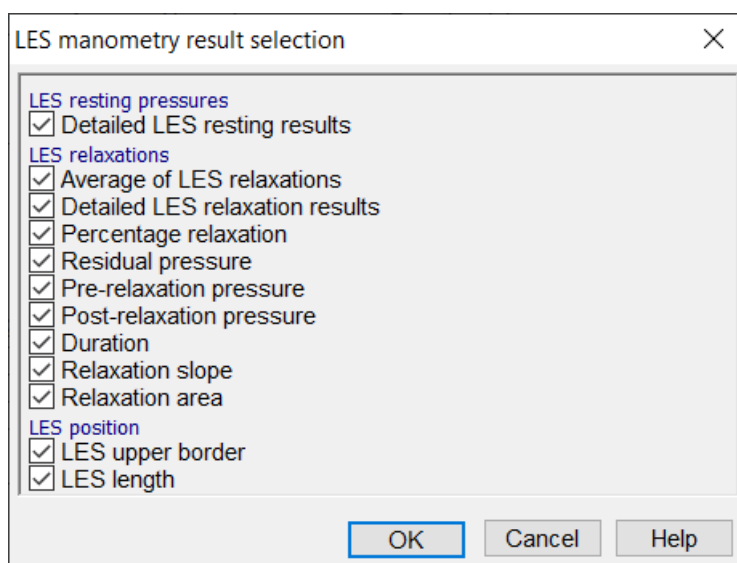 LES manometry result selection
LES resting pressures
Detailed LES resting results
LES relaxations
Average of LES relaxations
Detailed LES relaxation results
Percentage relaxation
Residual pressure
Pre-relaxation pressure
Post-relaxation pressure
Duration
Relaxation slope
Relaxation area
LES position
LES upper border
LES length
OK Cancel Help